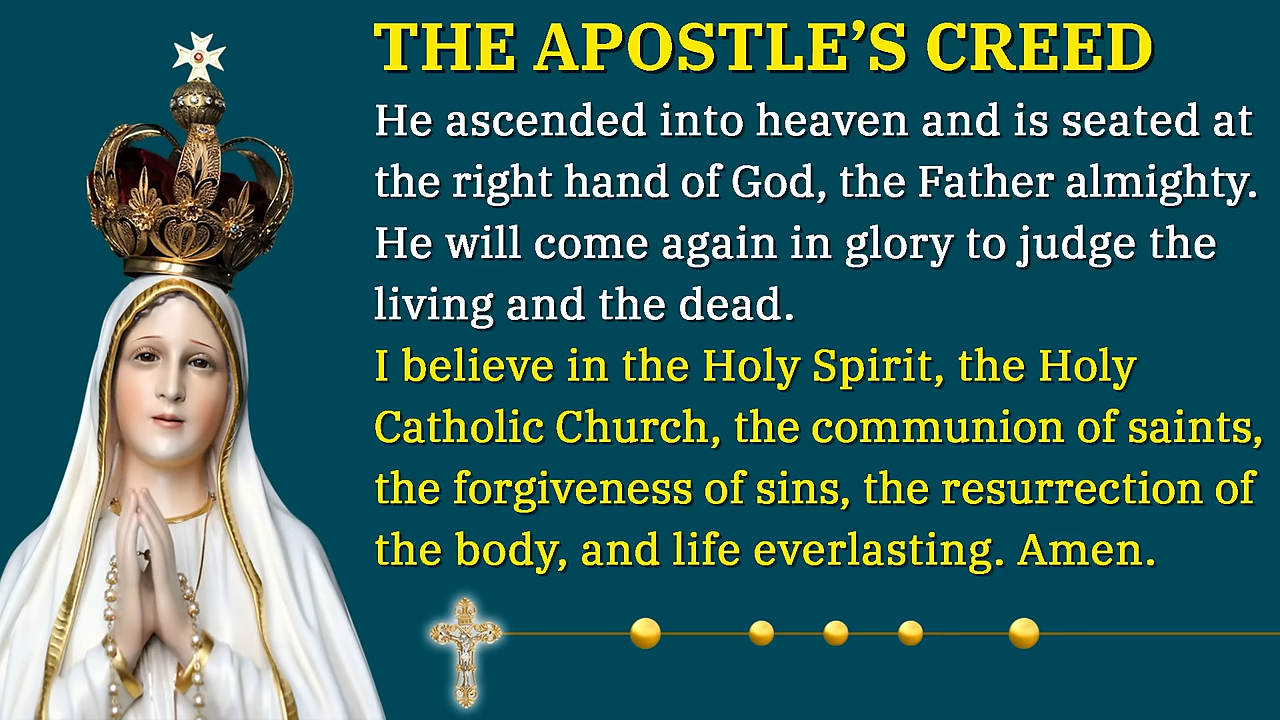 THE APOSTLE’S CREED
He ascended into heaven and is seated at
the right hand of God, the Father almighty.
He will come again in glory to judge the
living and the dead.
I believe in the Holy Spirit, the Holy
Catholic Church, the communion of saints,
the forgiveness of sins, the resurrection of
the body, and life everlasting. Amen.